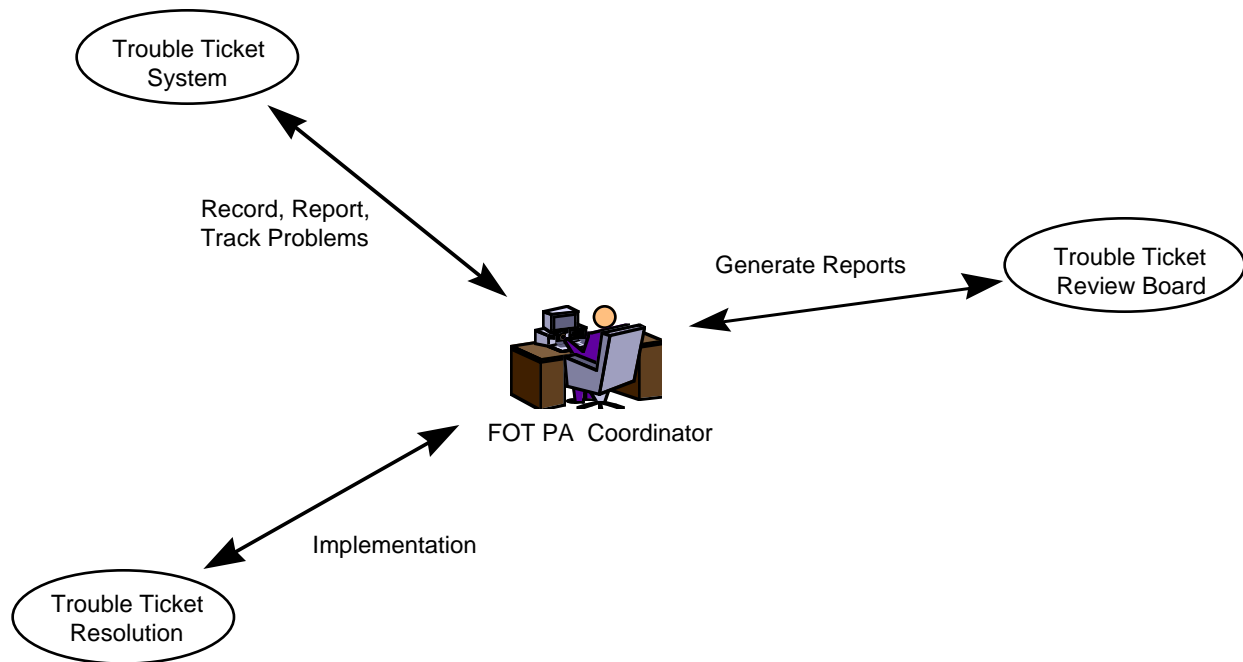 Trouble Ticket
System
Record, Report,
Track Problems
Generate Reports
Trouble Ticket
Review Board
FOT PA Coordinator
Implementation
Trouble Ticket
Resolution